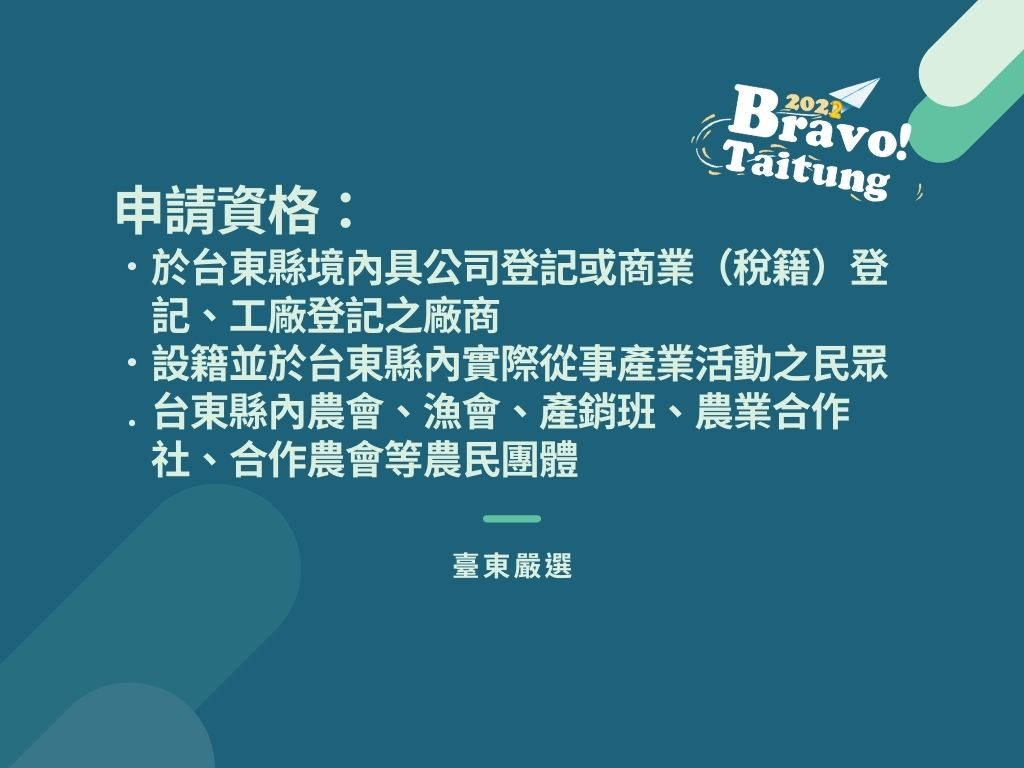 2022
Bravo!
Taitung
申請資格：
・於台東縣境內具公司登記或商業（稅籍）登
記、工廠登記之廠商
・設籍並於台東縣內實際從事產業活動之民眾
．台東縣內農會、漁會、產銷班、農業合作
社、合作農會等農民團體
臺東嚴選